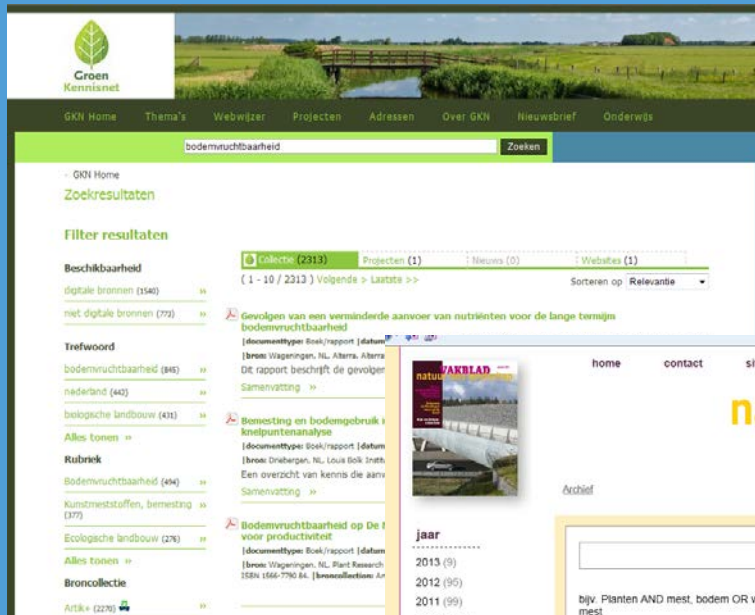 Groen
Kennisnet
GKN Home Thema's Webwijzer Projecten Adressen Over GKN Nieuwsbrief Onderwijs
bodemvruchtbaarheid Zoeken
GKN Home
Zoekresultaten
Filter resultaten
Beschikbaarheid
digitale bronnen (1540) »
niet digitale bronnen (773) »
Trefwoord
bodemvruchtbaarheid (845) »
nederland (442) »
biologische landbouw (431) »
Alles tonen »
Rubriek
Bodemvruchtbaarheid (494) »
Kunstmeststoffen, bemesting »
(377)
Ecologische landbouw (276) »
Alles tonen »
Broncollectie
Artik+ (2270) »
Collectie (2313) Projecten (1) Nieuws (0) Websites (1)
( 1 - 10 / 2313 ) Volgende > Laatste >>
Sorteren op Relevantie
Gevolgen van een verminderde aanvoer van nutriënten voor de lange termijn
bodemvruchtbaarheid
|documenttype: Boek/rapport |datum
|bron: Wageningen, NL, Alterra, Alterra
Dit rapport beschrijft de gevolgen
Samenvatting »
Bemesting en bodemgebruik
knelpuntenanalyse
|documenttype: Boek/rapport |datum
|bron: Driebergen, NL, Louis Bolk
Een overzicht van kennis die
Samenvatting »
Bodemvruchtbaarheid op De
voor productiviteit
|documenttype: Boek/rapport |datum
|bron: Wageningen, NL, Plant Research
ISBN 1566-7790 84. |broncollection:
VAKBLAD
home contact
Archief
jaar
2013 (9)
2012 (95)
2011 (99)
bijv. Planten AND mest, bodem OR
mest